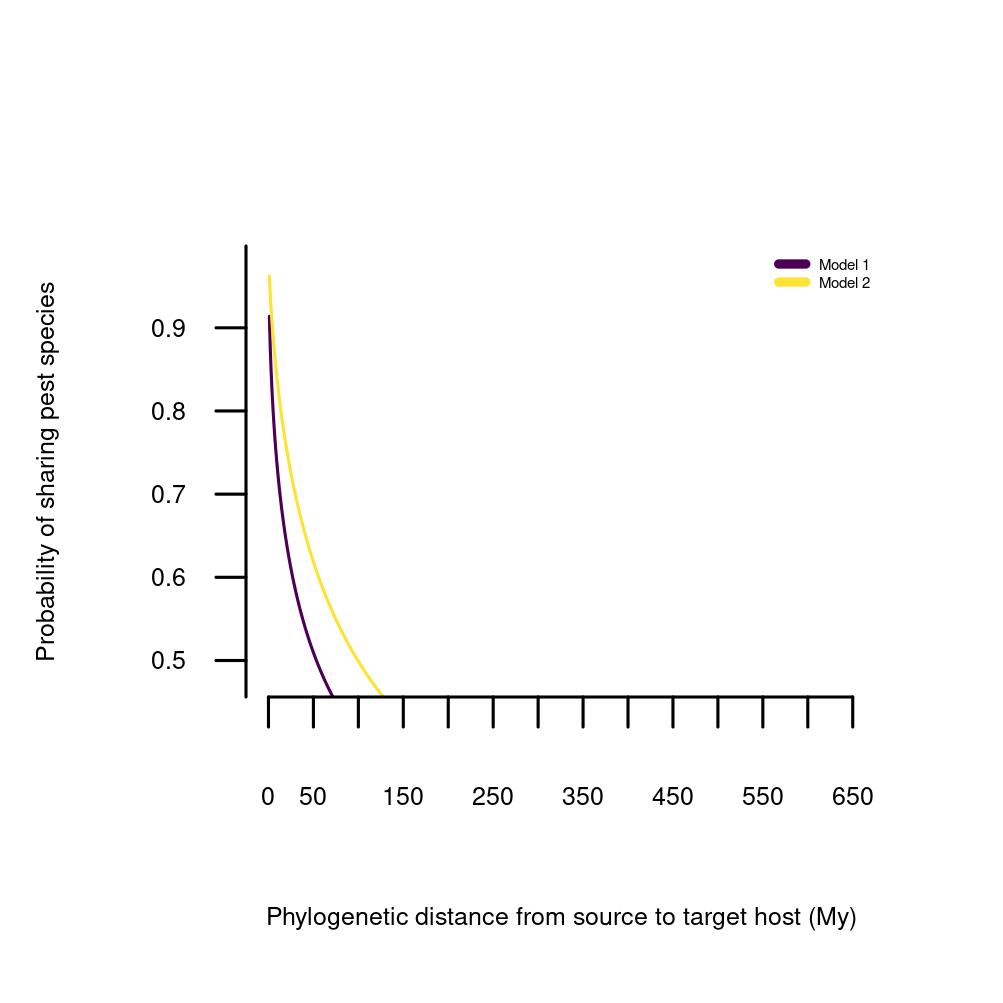 Model 1
Model 2
Probability of sharing pest species
0.9
0.8
0.7
0.6
0.5
0 50 150 250 350 450 550 650
Phylogenetic distance from source to target host (My)